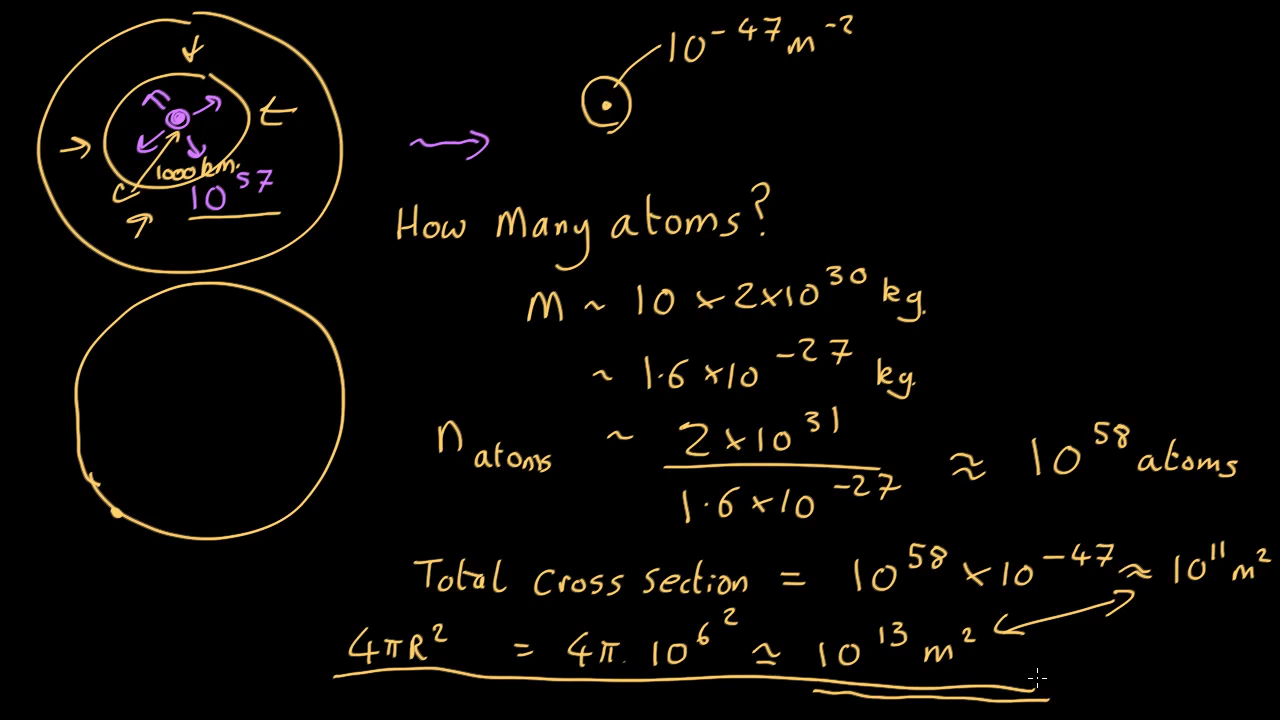 10⁻⁴⁷ m⁻²
1000 km.
10⁵⁷
How Many atoms?
M ~ 10 × 2×10³⁰ kg.
~ 1.6 ×10⁻²⁷ kg.
n atoms ~ 2 × 10³¹ / 1.6 × 10⁻²⁷ ≈ 10⁵⁸ atoms
Total cross section = 10⁵⁸ × 10⁻⁴⁷ ≈ 10¹¹ m²
4πR² = 4π. 10⁶² ≃ 10¹³ m²